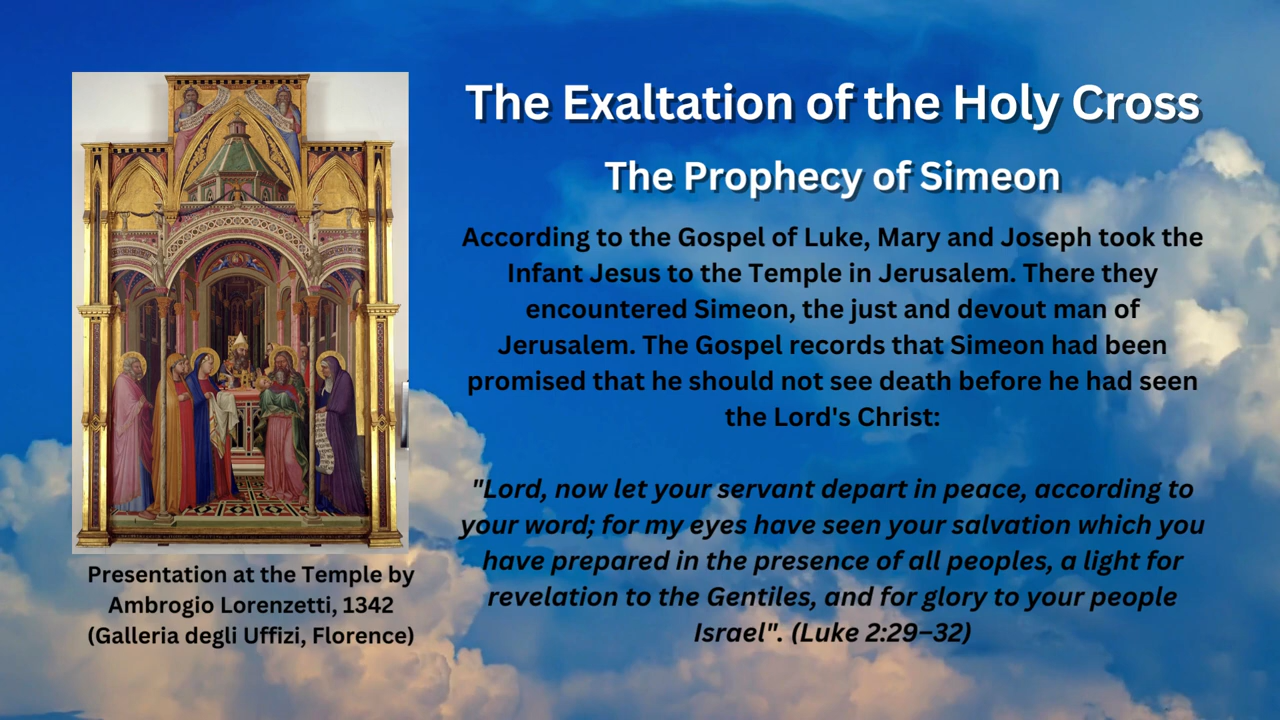 The Exaltation of the Holy Cross
The Prophecy of Simeon
According to the Gospel of Luke, Mary and Joseph took the
Infant Jesus to the Temple in Jerusalem. There they
encountered Simeon, the just and devout man of
Jerusalem. The Gospel records that Simeon had been
promised that he should not see death before he had seen
the Lord's Christ:
"Lord, now let your servant depart in peace, according to
your word; for my eyes have seen your salvation which you
have prepared in the presence of all peoples, a light for
revelation to the Gentiles, and for glory to your people
Israel". (Luke 2:29–32)
Presentation at the Temple by
Ambrogio Lorenzetti, 1342
(Galleria degli Uffizi, Florence)